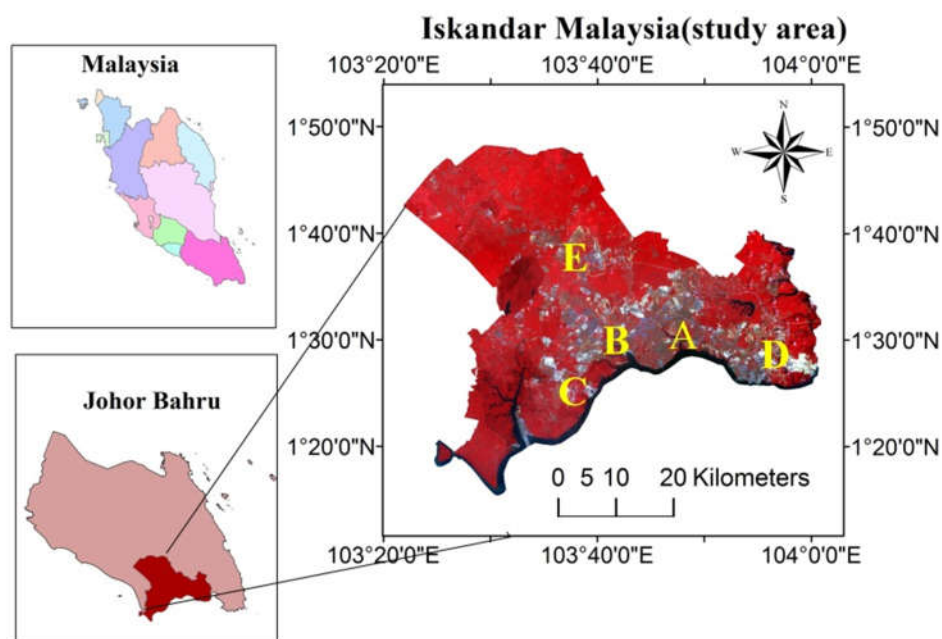 Iskandar Malaysia(study area)
Malaysia
Johor Bahru
103°20'0"E 103°40'0"E 104°0'0"E
1°50'0"N 1°50'0"N
1°40'0"N 1°40'0"N
1°30'0"N 1°30'0"N
1°20'0"N 1°20'0"N
N
W E
S
E
B A D
C
0 5 10 20 Kilometers
103°20'0"E 103°40'0"E 104°0'0"E